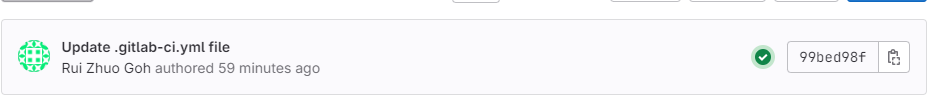 Update .gitlab-ci.yml file
Rui Zhuo Goh authored 59 minutes ago
99bed98f